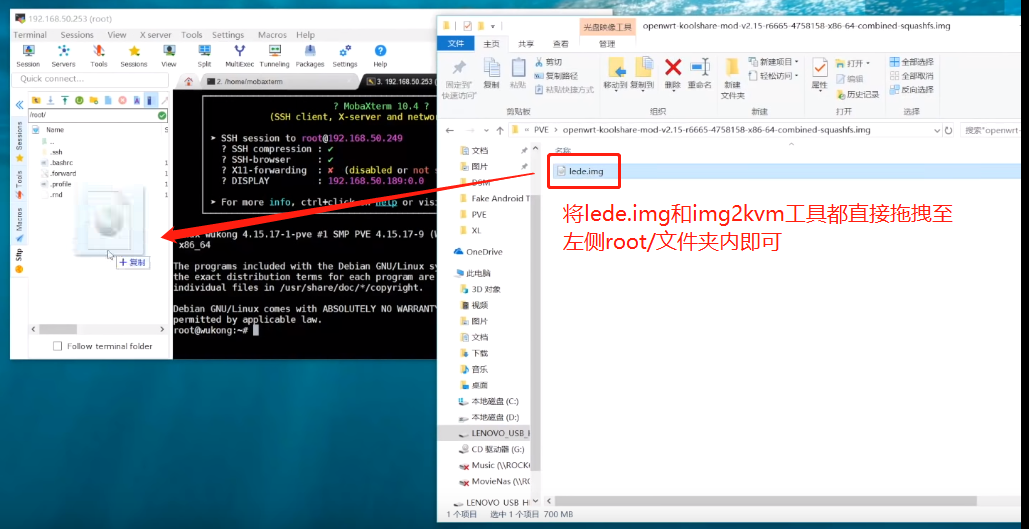 192.168.50.253 (root)
Terminal Sessions View X server Tools Settings Macros Help
Session Servers Tools Sessions View Split MultiExec Tunneling Packages Settings Help
Quick connect...
2. /home/mobaxterm
3. 192.168.50.253 (
/root/
Name
..
.ssh
.bashrc 1
.forward 1
.profile 1
.rnd 1
Sessions
Tools
Macros
Sftp
+ 复制
Follow terminal folder
? MobaXterm 10.4 ?
(SSH client, X-server and networ
➤ SSH session to root@192.168.50.249
? SSH compression : ✔
? SSH-browser : ✔
? X11-forwarding : ✘ (disabled or not s
? DISPLAY : 192.168.50.189:0.0
➤ For more info, ctrl+click on help or visi
wukong 4.15.17-1-pve #1 SMP PVE 4.15.17-9 (W
x86_64
The programs included with the Debian GNU/Linux sy
the exact distribution terms for each program are
individual files in /usr/share/doc/*/copyright.
Debian GNU/Linux comes with ABSOLUTELY NO WARRANTY
permitted by applicable law.
root@wukong:~#
光盘映像工具
openwrt-koolshare-mod-v2.15-r6665-4758158-x86-64-combined-squashfs.img
文件 主页 共享 查看 管理
固定到"
快速访问"
复制
粘贴
剪切
复制路径
粘贴快捷方式
剪贴板
移动到 复制到 删除 重命名
组织
新建
文件夹
新建项目
轻松访问
新建
属性
打开
编辑
历史记录
打开
全部选择
全部取消
反向选择
选择
« PVE › openwrt-koolshare-mod-v2.15-r6665-4758158-x86-64-combined-squashfs.img
搜索"openwrt-
名称
lede.img
将lede.img和img2kvm工具都直接拖拽至
左侧root/文件夹内即可
文档
图片
DSM
Fake Android T
PVE
XL
OneDrive
此电脑
3D 对象
视频
图片
文档
下载
音乐
桌面
本地磁盘 (C:)
本地磁盘 (D:)
LENOVO_USB_H
CD 驱动器 (G:)
Music (\\ROCK
MovieNas (\\RO
LENOVO_USB_HI
1 个项目 选中 1 个项目 700 MB